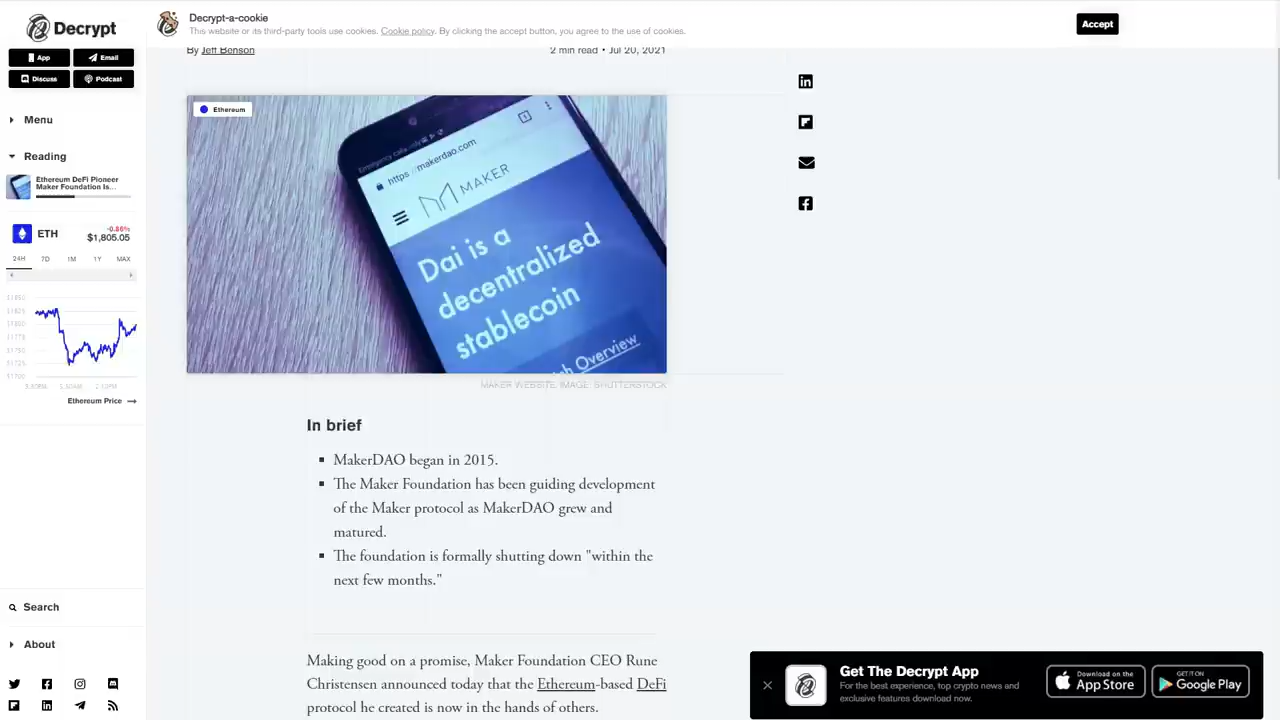 Decrypt
App
Email
Discuss
Podcast
Menu
Reading
Ethereum DeFi Pioneer
Maker Foundation Is...
ETH
-0.86%
$1,805.05
24H 7D 1M 1Y MAX
$1850
$1825
$1800
$1775
$1750
$1725
$1700
Ethereum Price
Search
About
Decrypt-a-cookie
This website or its third-party tools use cookies. Cookie policy. By clicking the accept button, you agree to the use of cookies.
Accept
By Jeff Benson
2 min read • Jul 20, 2021
Ethereum
Emergency calls only
https://makerdao.com
MAKER
Dai is a
decentralized
stablecoin
Overview
MAKER WEBSITE. IMAGE: SHUTTERSTOCK
In brief
MakerDAO began in 2015.
The Maker Foundation has been guiding development
of the Maker protocol as MakerDAO grew and
matured.
The foundation is formally shutting down "within the
next few months."
Making good on a promise, Maker Foundation CEO Rune
Christensen announced today that the Ethereum-based DeFi
protocol he created is now in the hands of others.
Get The Decrypt App
For the best experience, top crypto news and
exclusive features download now.
Download on the
App Store
GET IT ON
Google Play